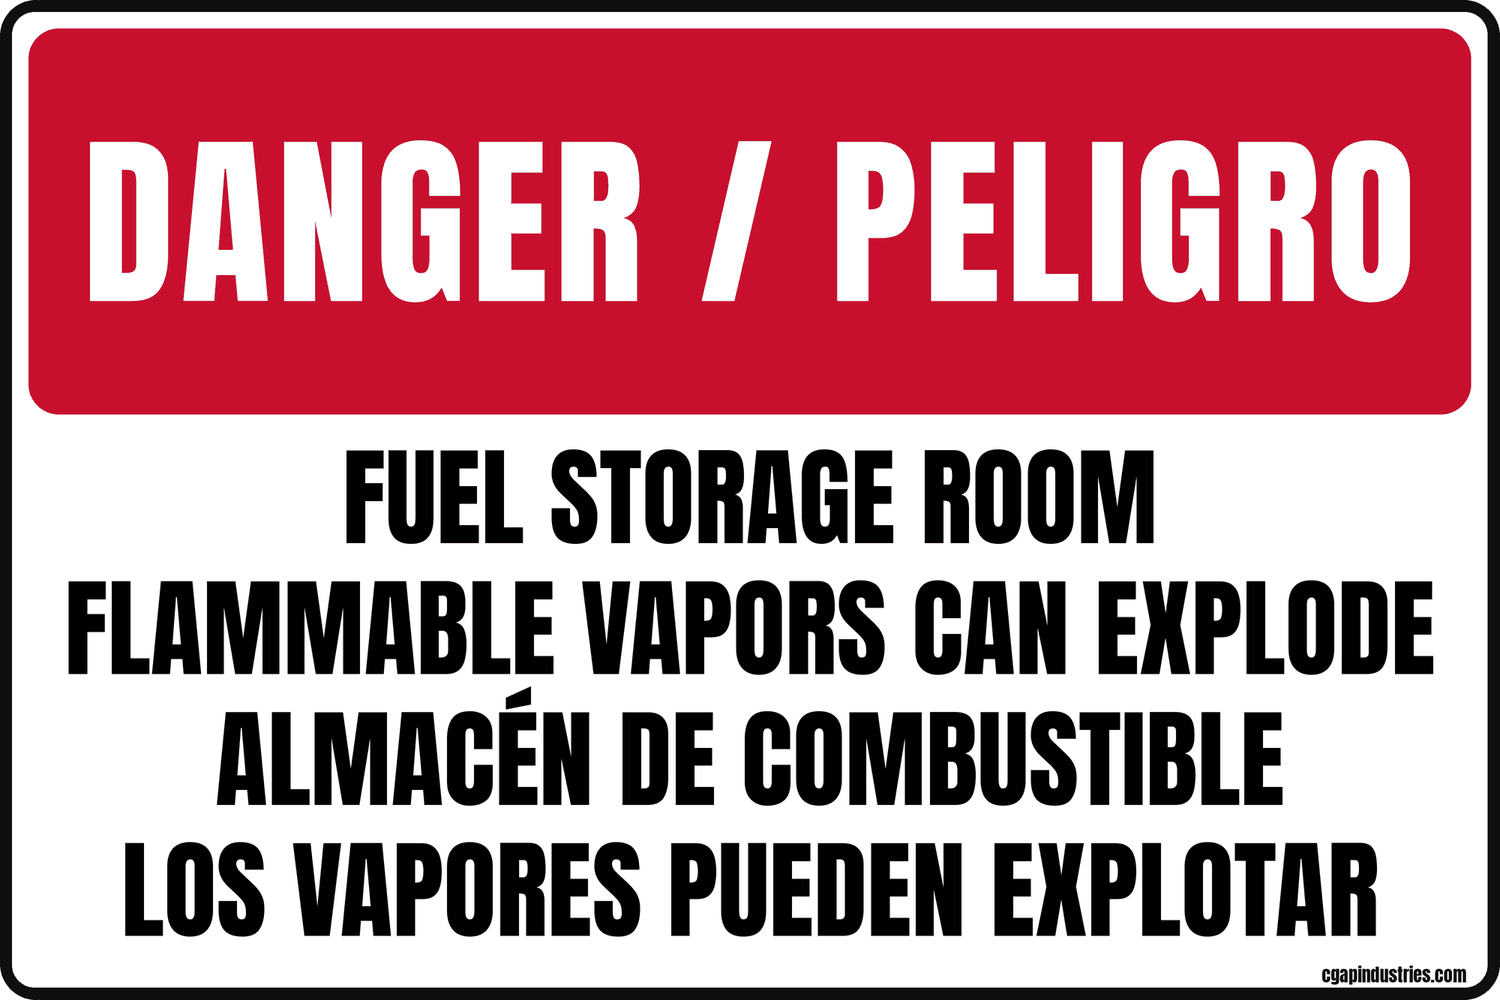 DANGER / PELIGRO
FUEL STORAGE ROOM
FLAMMABLE VAPORS CAN EXPLODE
ALMACÉN DE COMBUSTIBLE
LOS VAPORES PUEDEN EXPLOTAR
cgapindustries.com